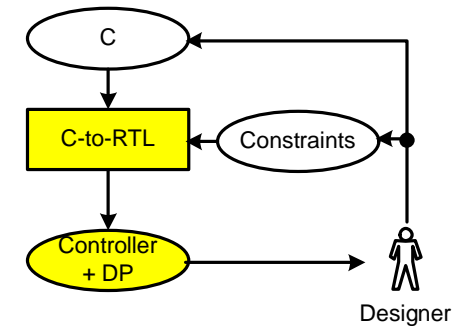 C
C-to-RTL
Constraints
Controller
+ DP
Designer